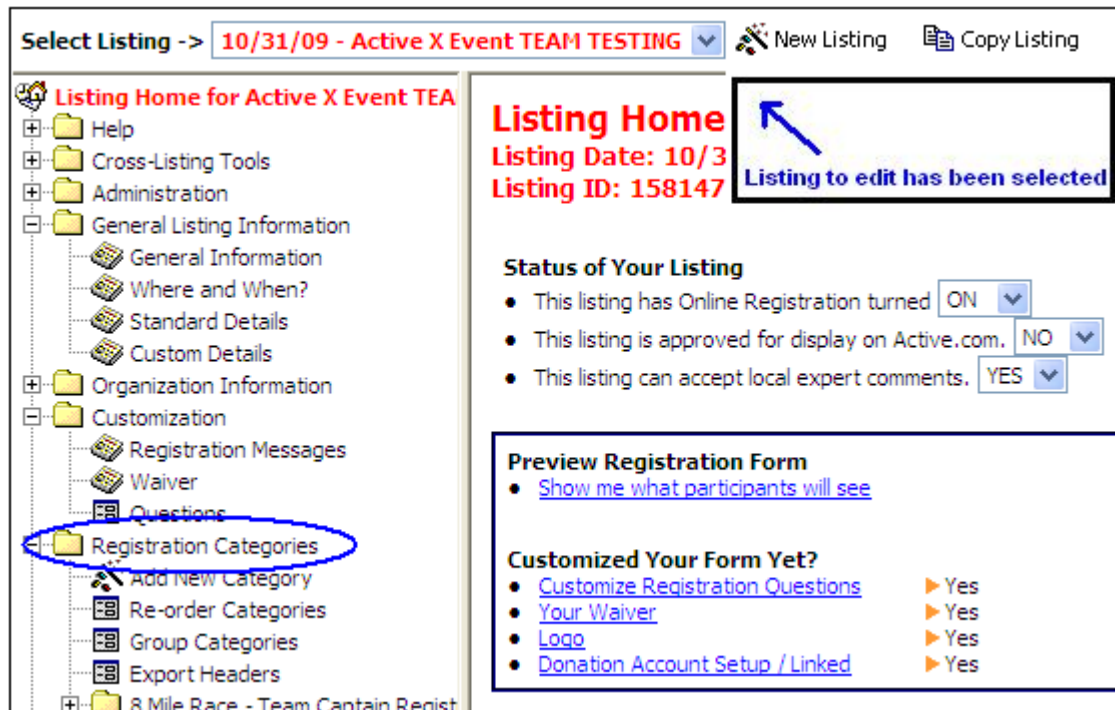 Select Listing -> 10/31/09 - Active X Event TEAM TESTING New Listing Copy Listing
Listing Home for Active X Event TEA
Help
Cross-Listing Tools
Administration
General Listing Information
General Information
Where and When?
Standard Details
Custom Details
Organization Information
Customization
Registration Messages
Waiver
Questions
Registration Categories
Add New Category
Re-order Categories
Group Categories
Export Headers
8 Mile Race - Team Captain Regist
Listing Home
Listing Date: 10/3
Listing ID: 158147
Listing to edit has been selected
Status of Your Listing
• This listing has Online Registration turned ON
• This listing is approved for display on Active.com. NO
• This listing can accept local expert comments. YES
Preview Registration Form
• Show me what participants will see
Customized Your Form Yet?
• Customize Registration Questions Yes
• Your Waiver Yes
• Logo Yes
• Donation Account Setup / Linked Yes